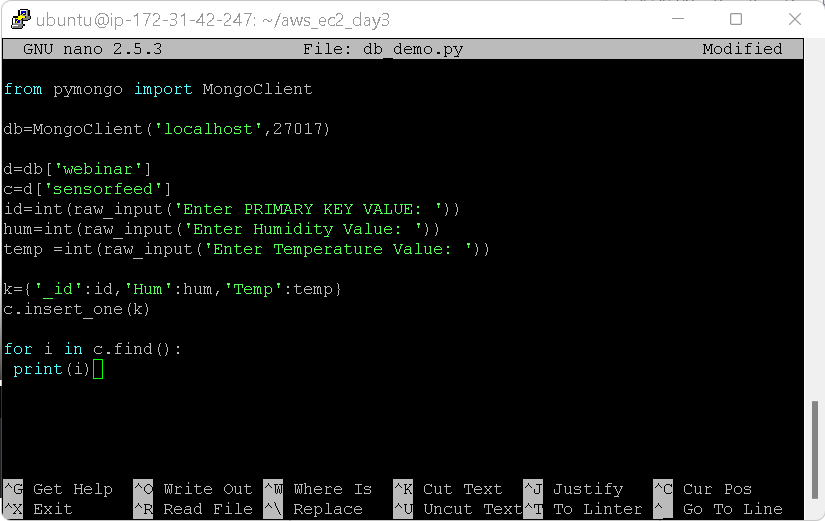 ubuntu@ip-172-31-42-247: ~/aws_ec2_day3
GNU nano 2.5.3 File: db_demo.py Modified
from pymongo import MongoClient
db=MongoClient('localhost',27017)
d=db['webinar']
c=d['sensorfeed']
id=int(raw_input('Enter PRIMARY KEY VALUE: '))
hum=int(raw_input('Enter Humidity Value: '))
temp =int(raw_input('Enter Temperature Value: '))
k={'_id':id,'Hum':hum,'Temp':temp}
c.insert_one(k)
for i in c.find():
 print(i)
^G Get Help ^O Write Out ^W Where Is ^K Cut Text ^J Justify ^C Cur Pos
^X Exit ^R Read File ^\ Replace ^U Uncut Text ^T To Linter ^_ Go To Line